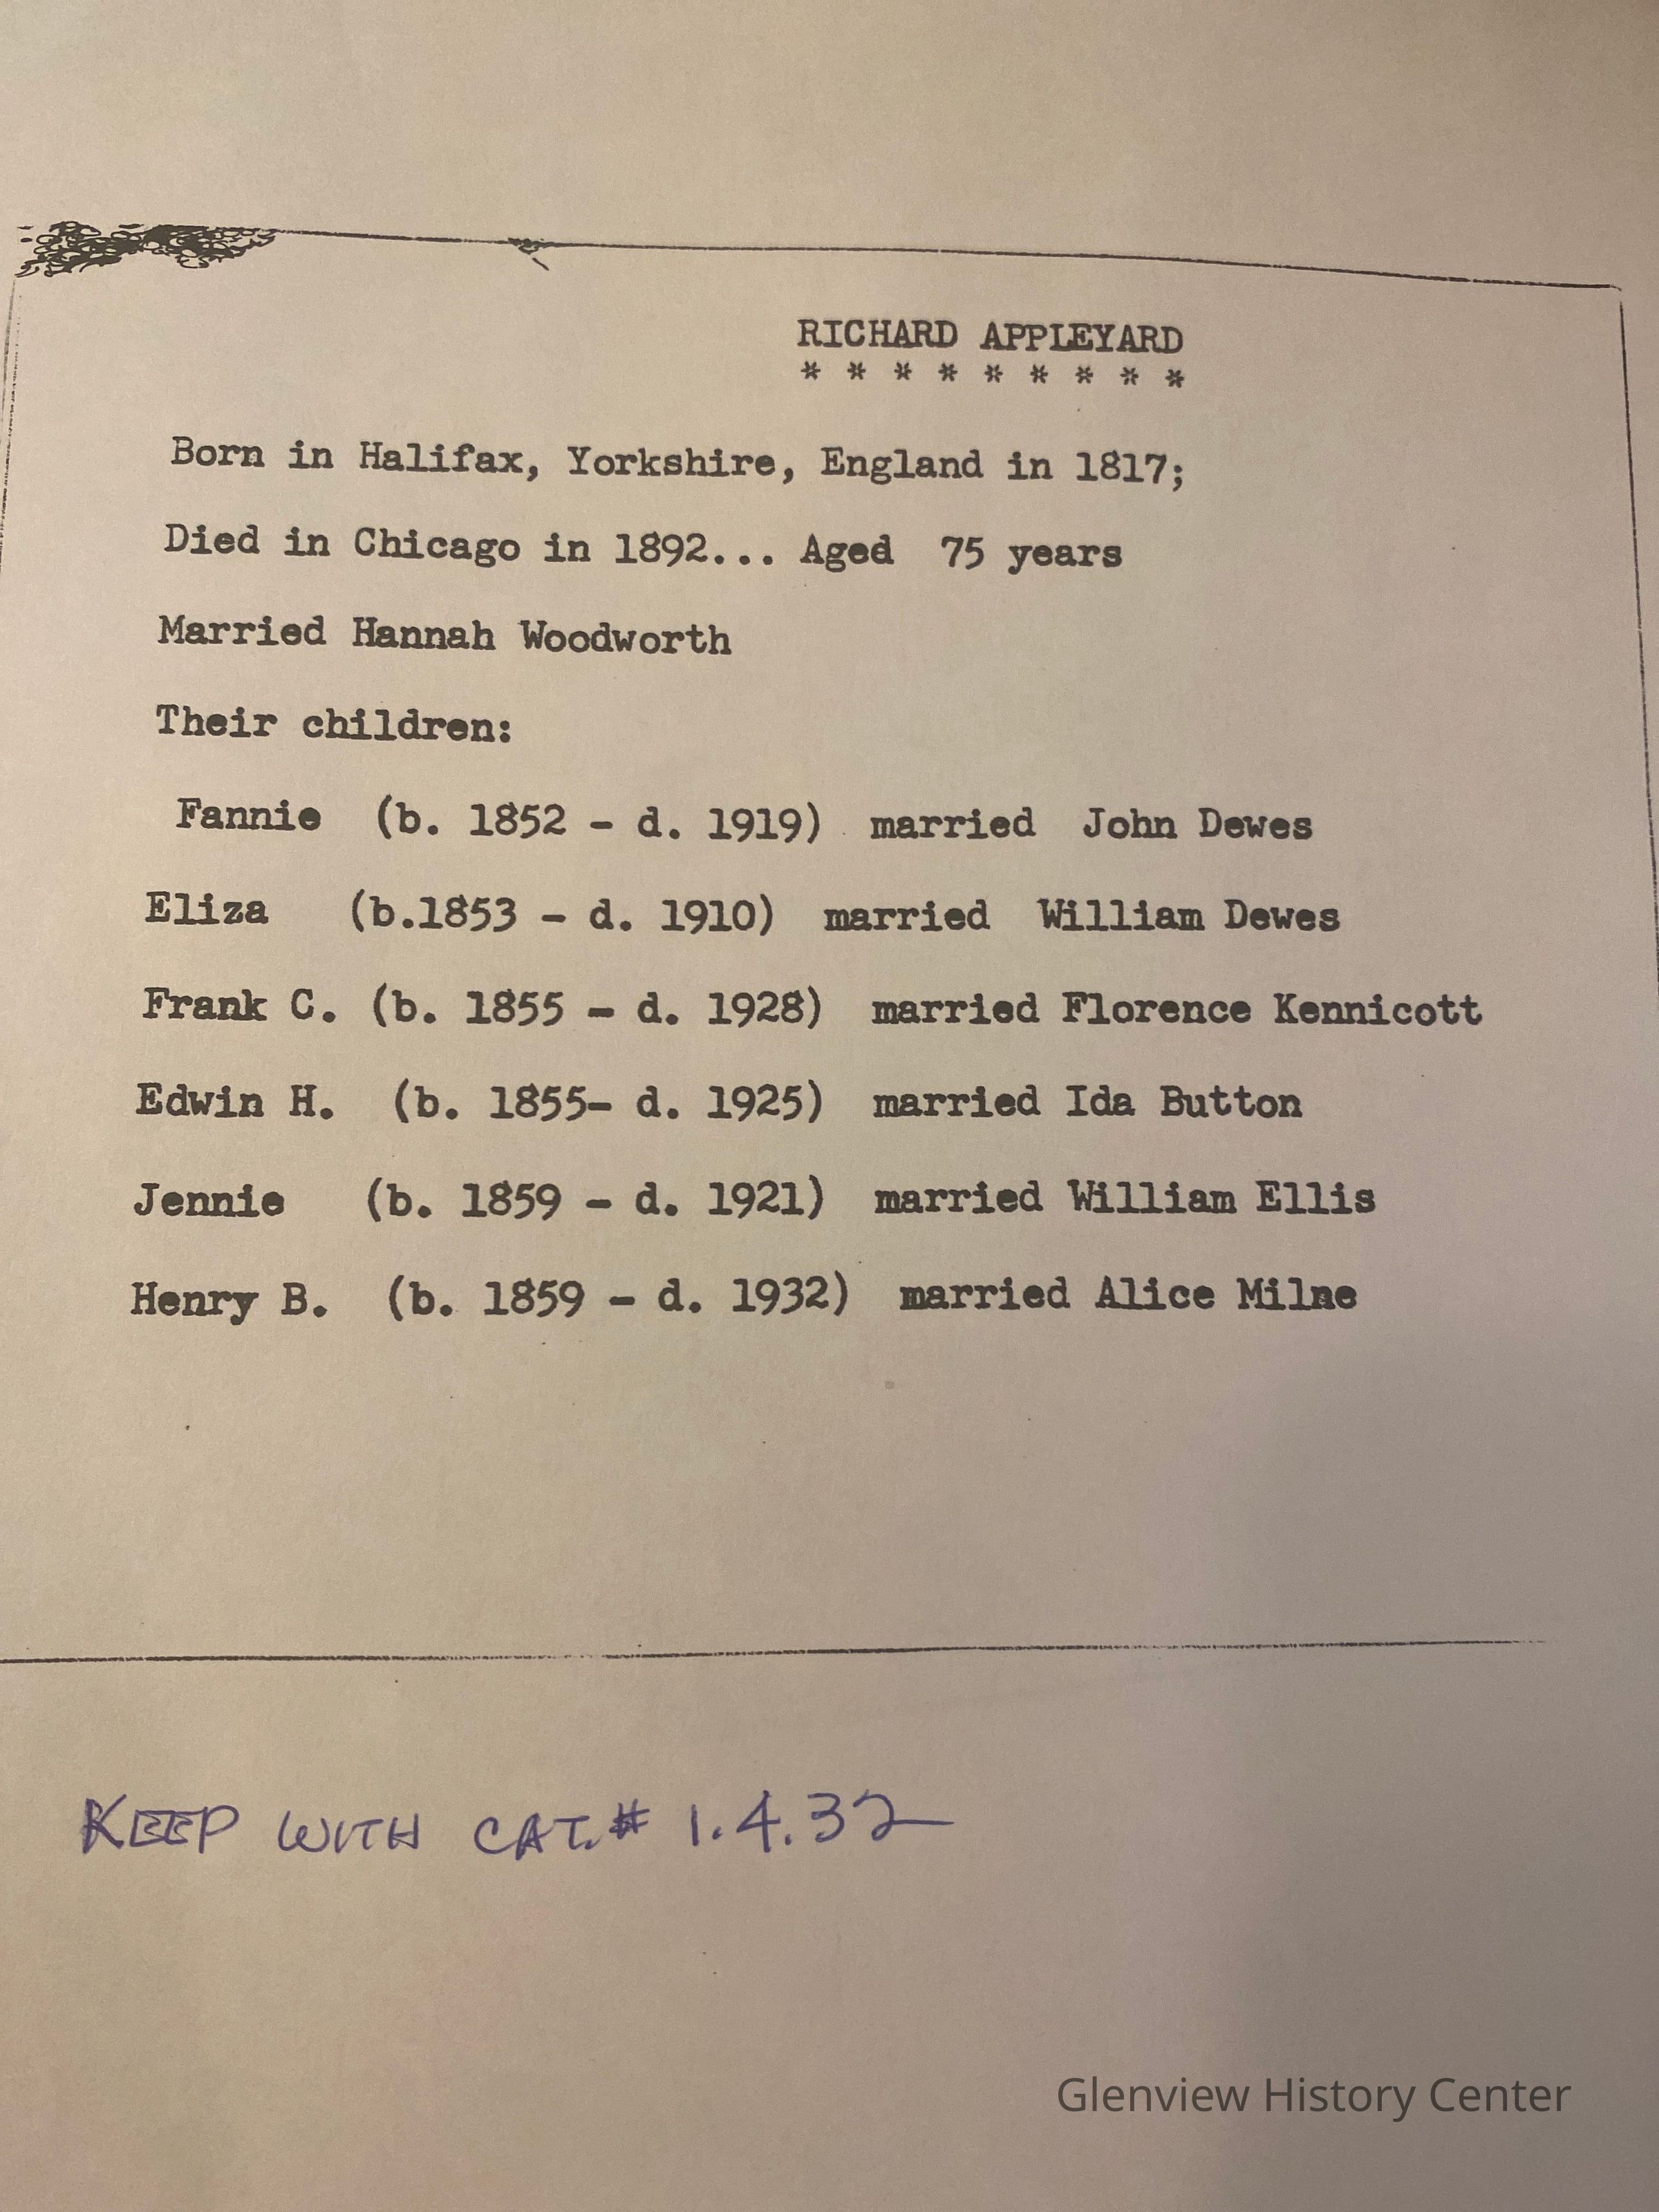 RICHARD APPLEYARD
* * * * * * * * *
Born in Halifax, Yorkshire, England in 1817;
Died in Chicago in 1892... Aged 75 years
Married Hannah Woodworth
Their children:
Fannie (b. 1852 - d. 1919) married John Dewes
Eliza (b.1853 - d. 1910) married William Dewes
Frank C. (b. 1855 - d. 1928) married Florence Kennicott
Edwin H. (b. 1855- d. 1925) married Ida Button
Jennie (b. 1859 - d. 1921) married William Ellis
Henry B. (b. 1859 - d. 1932) married Alice Milne
KEEP WITH CAT.# 1.4.32
Glenview History Center